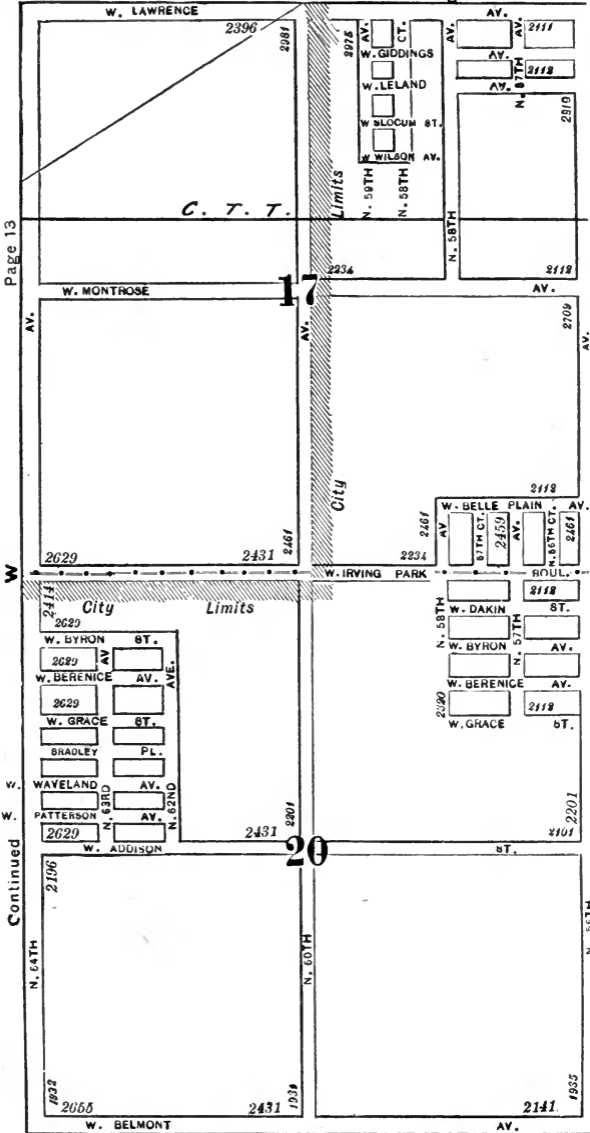 W. LAWRENCE AV.
2396
2981
2975
AV.
CT.
AV.
AV.
2111
W. GIDDINGS
AV.
N. 57TH
2112
W. LELAND
AV.
W SLOCUM ST.
2919
W WILSON AV.
Limits
N. 59TH
N. 58TH
C. T. T.
N. 58TH
Page 13
2234
2112
W. MONTROSE
17
AV.
AV.
AV.
2709
AV.
City
2112
W. BELLE PLAIN AV.
2461
AV
57TH CT.
2459
AV.
N. 56TH CT.
2461
2629
2431
2461
2234
W
W. IRVING PARK BOUL.
2414
City Limits
2629
W. BYRON ST.
2629
AV
AVE.
W. BERENICE AV.
2629
W. GRACE ST.
BRADLEY PL.
W. WAVELAND AV.
W. PATTERSON AV.
N. 63RD
N. 62ND
2629
2431
2201
N. 58TH
W. DAKIN ST.
2112
N. 57TH
W. BYRON AV.
W. BERENICE AV.
2390
2112
W. GRACE ST.
2201
2101
W. ADDISON ST.
20
2196
Continued
N. 64TH
N. 60TH
N. 56TH
1932
2655
2431
1931
2141
1935
W. BELMONT AV.